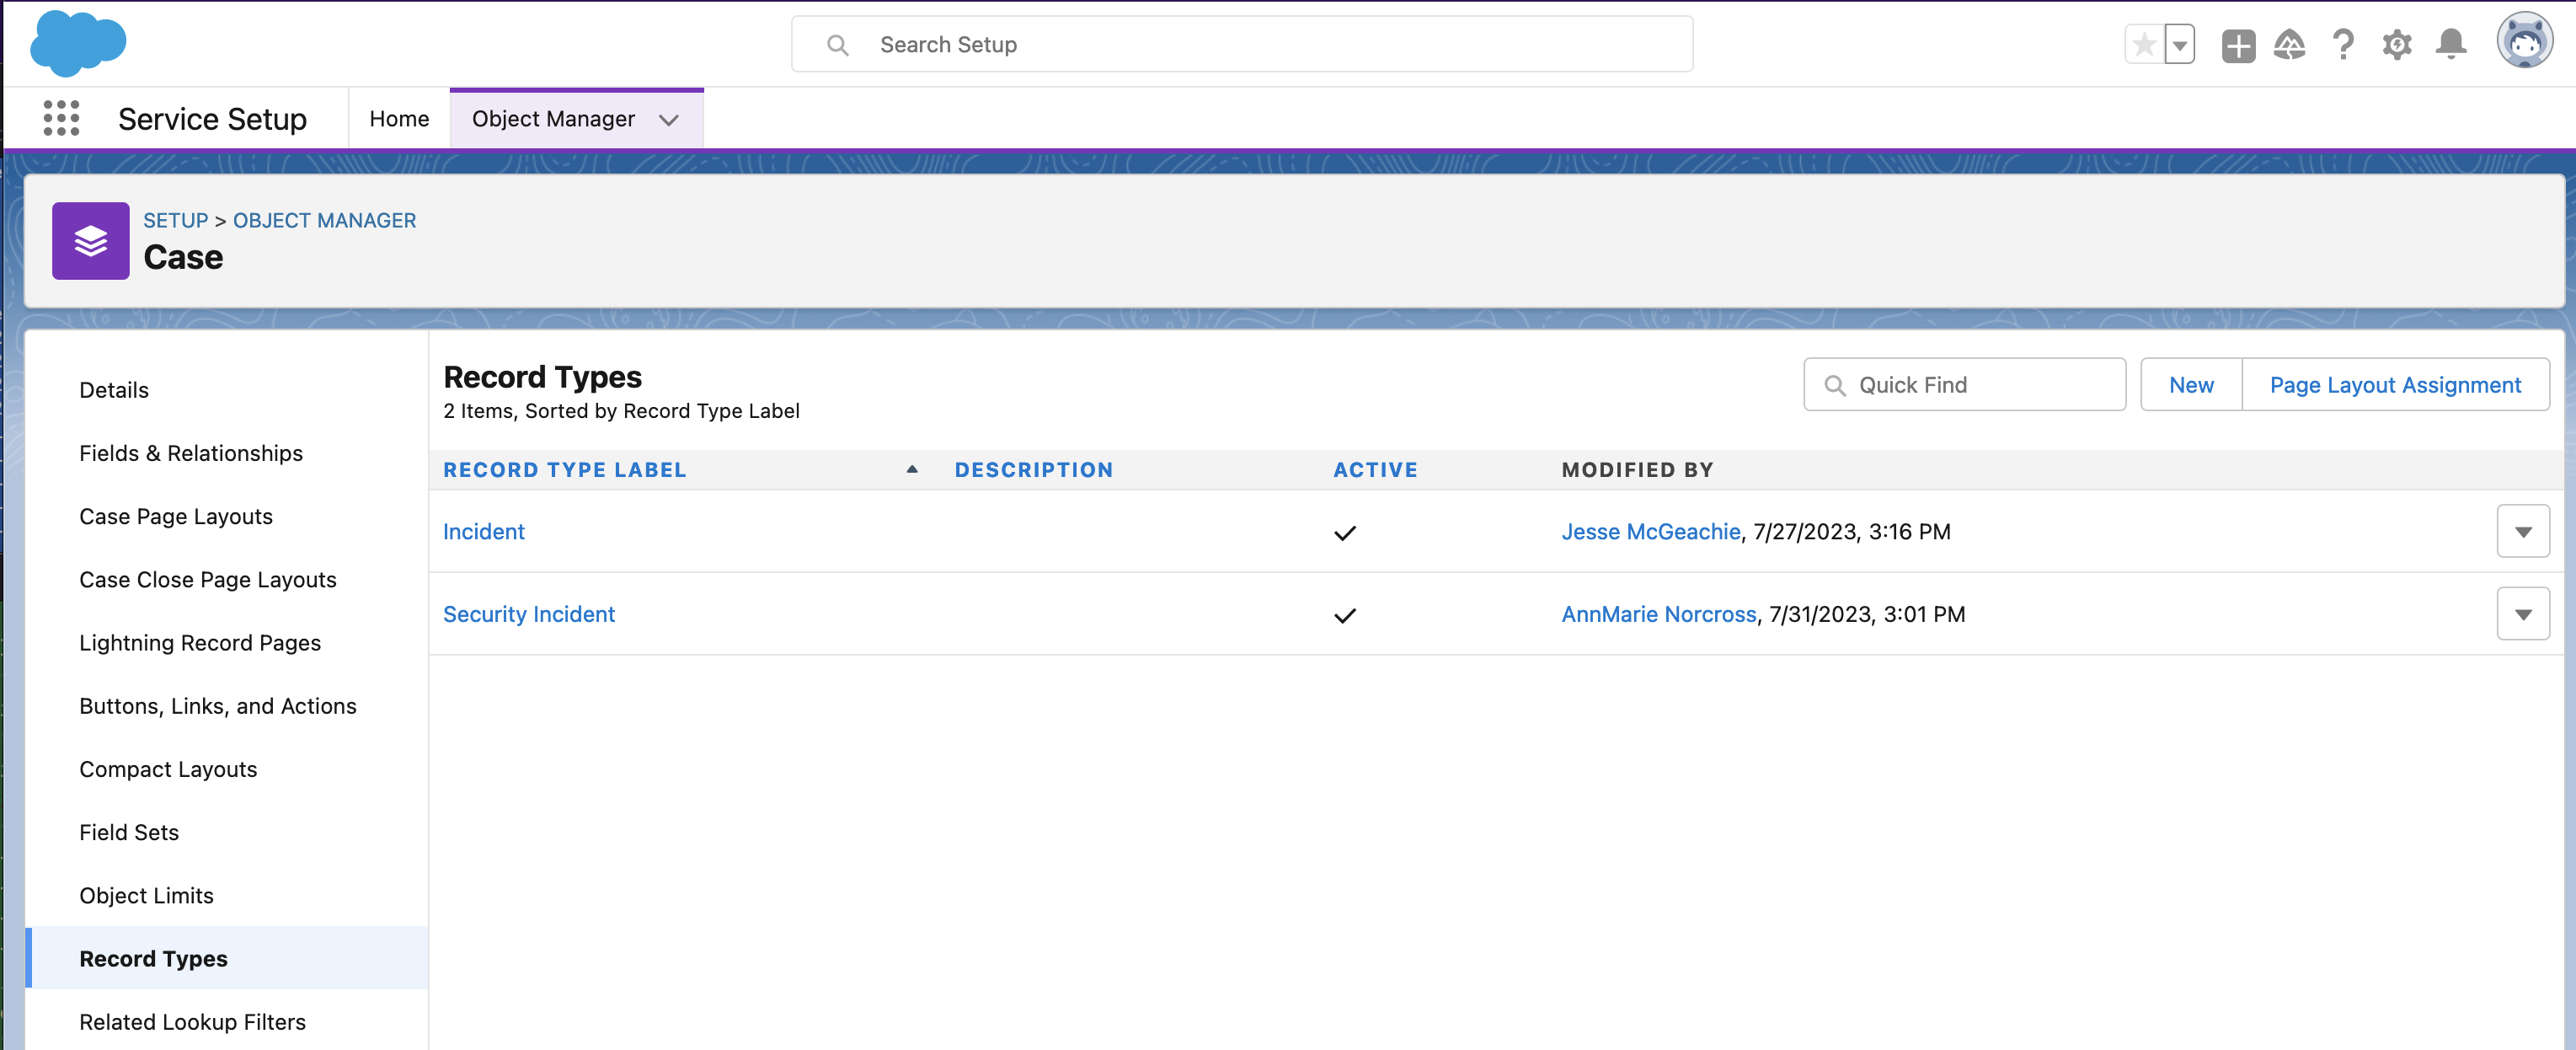 Search Setup
Service Setup
Home
Object Manager
SETUP > OBJECT MANAGER
Case
Details
Fields & Relationships
Case Page Layouts
Case Close Page Layouts
Lightning Record Pages
Buttons, Links, and Actions
Compact Layouts
Field Sets
Object Limits
Record Types
Related Lookup Filters
Record Types
2 Items, Sorted by Record Type Label
Quick Find
New
Page Layout Assignment
RECORD TYPE LABEL DESCRIPTION ACTIVE MODIFIED BY
Incident Jesse McGeachie, 7/27/2023, 3:16 PM
Security Incident AnnMarie Norcross, 7/31/2023, 3:01 PM